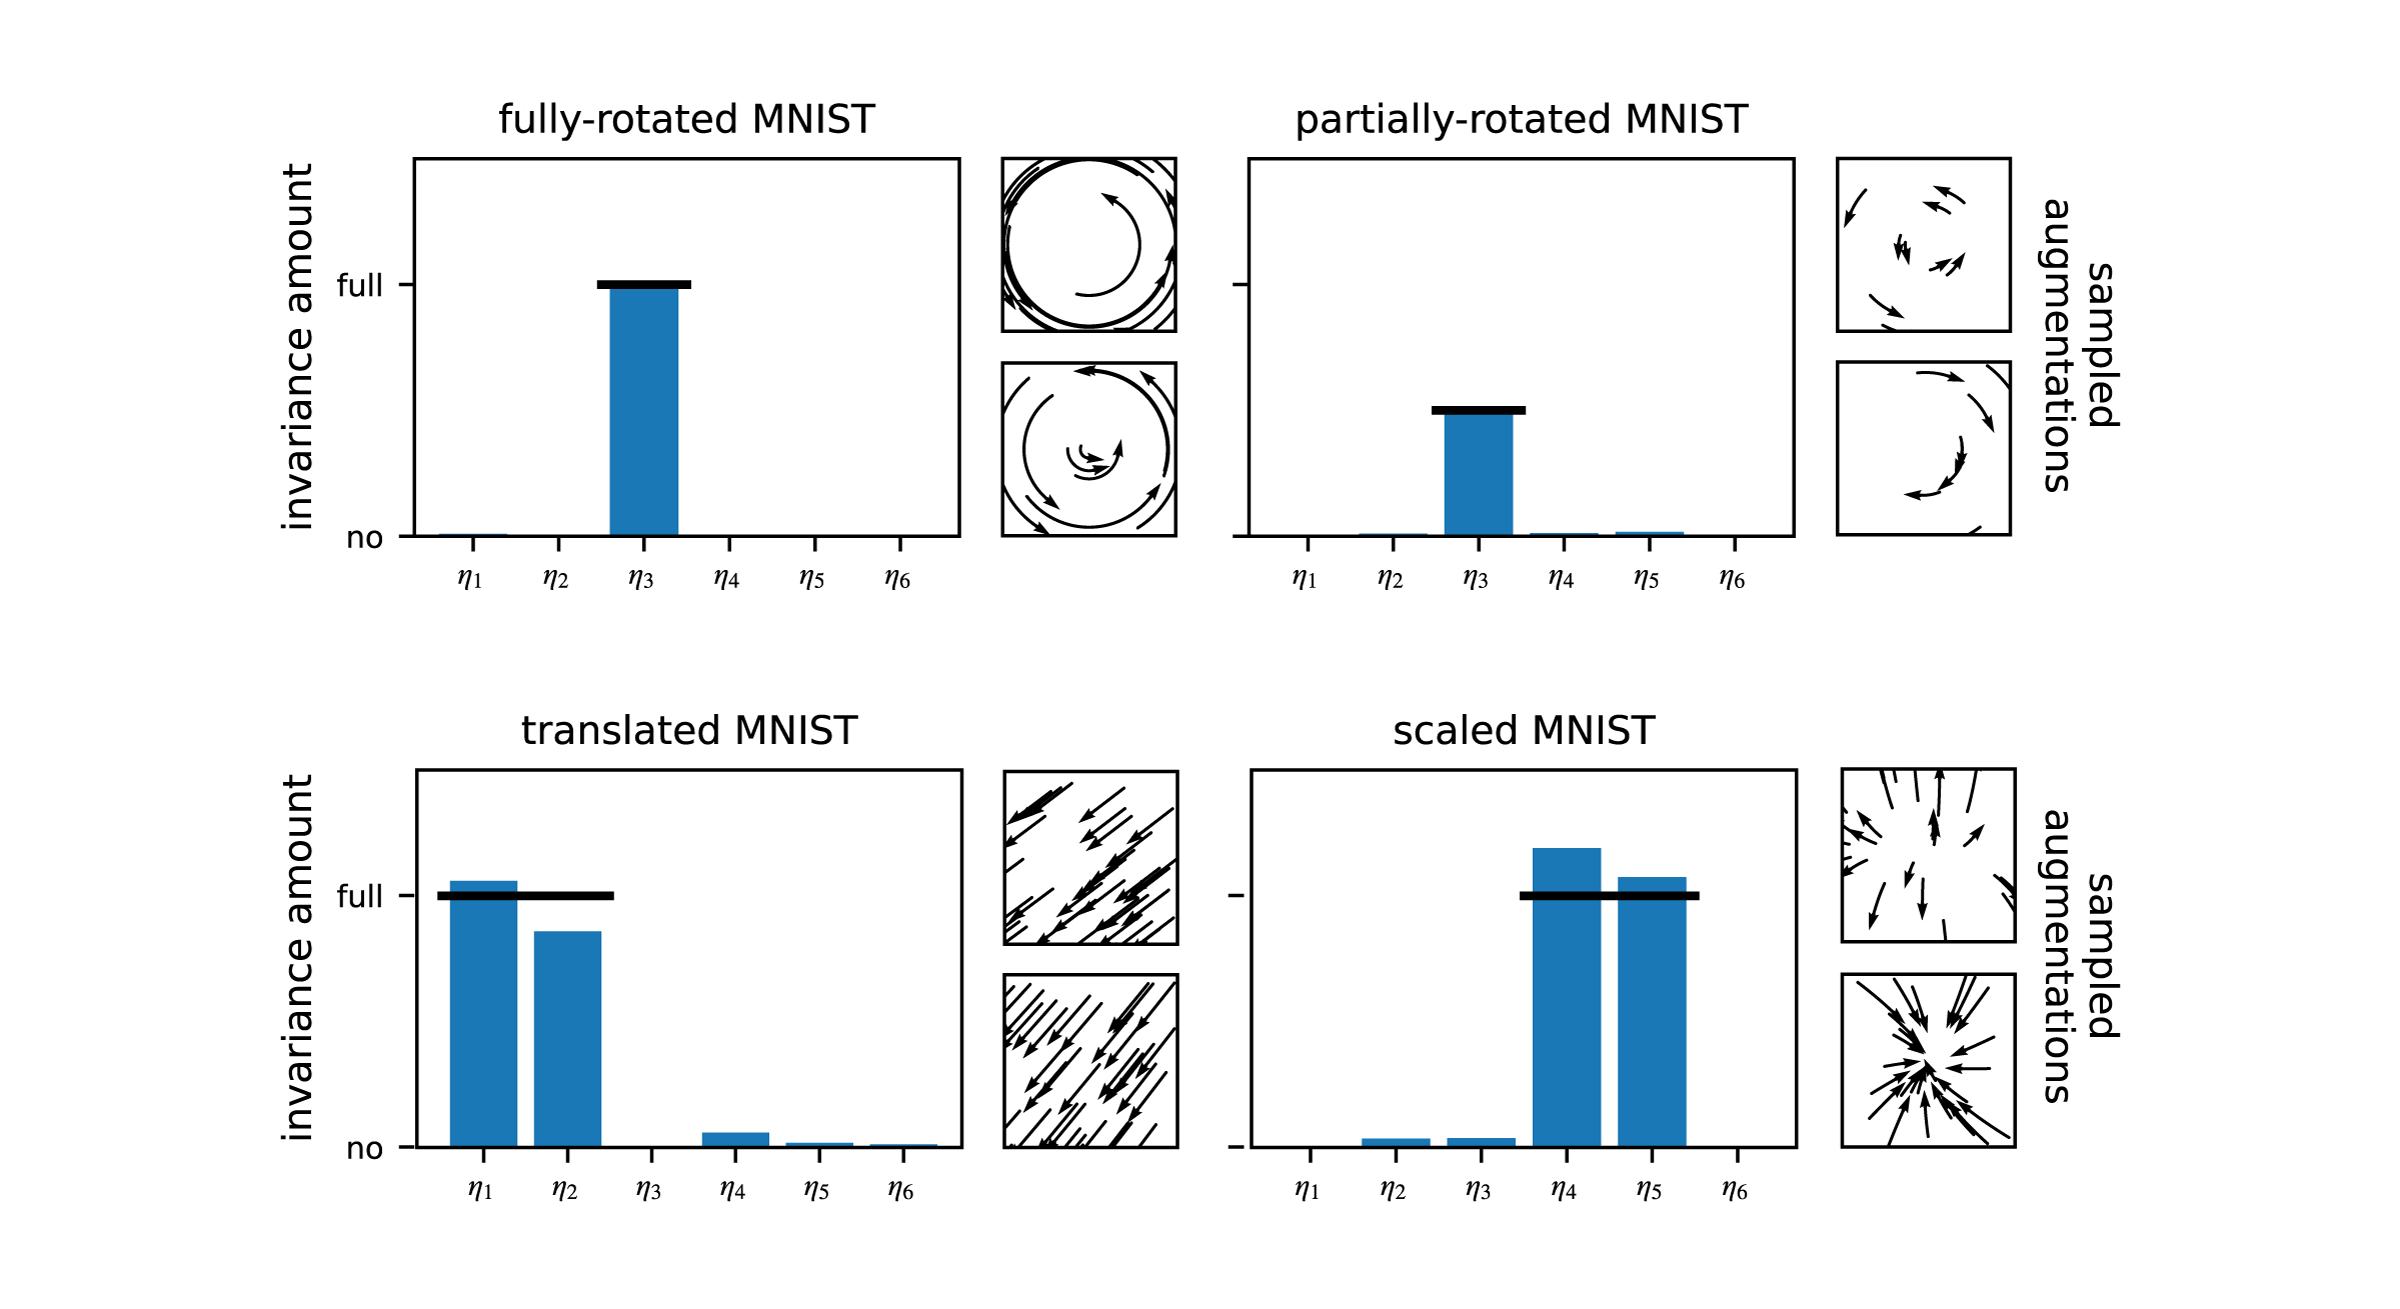 fully-rotated MNIST
partially-rotated MNIST
invariance amount
full
no
η1 η2 η3 η4 η5 η6
η1 η2 η3 η4 η5 η6
sampled
augmentations
translated MNIST
scaled MNIST
invariance amount
full
no
η1 η2 η3 η4 η5 η6
η1 η2 η3 η4 η5 η6
sampled
augmentations